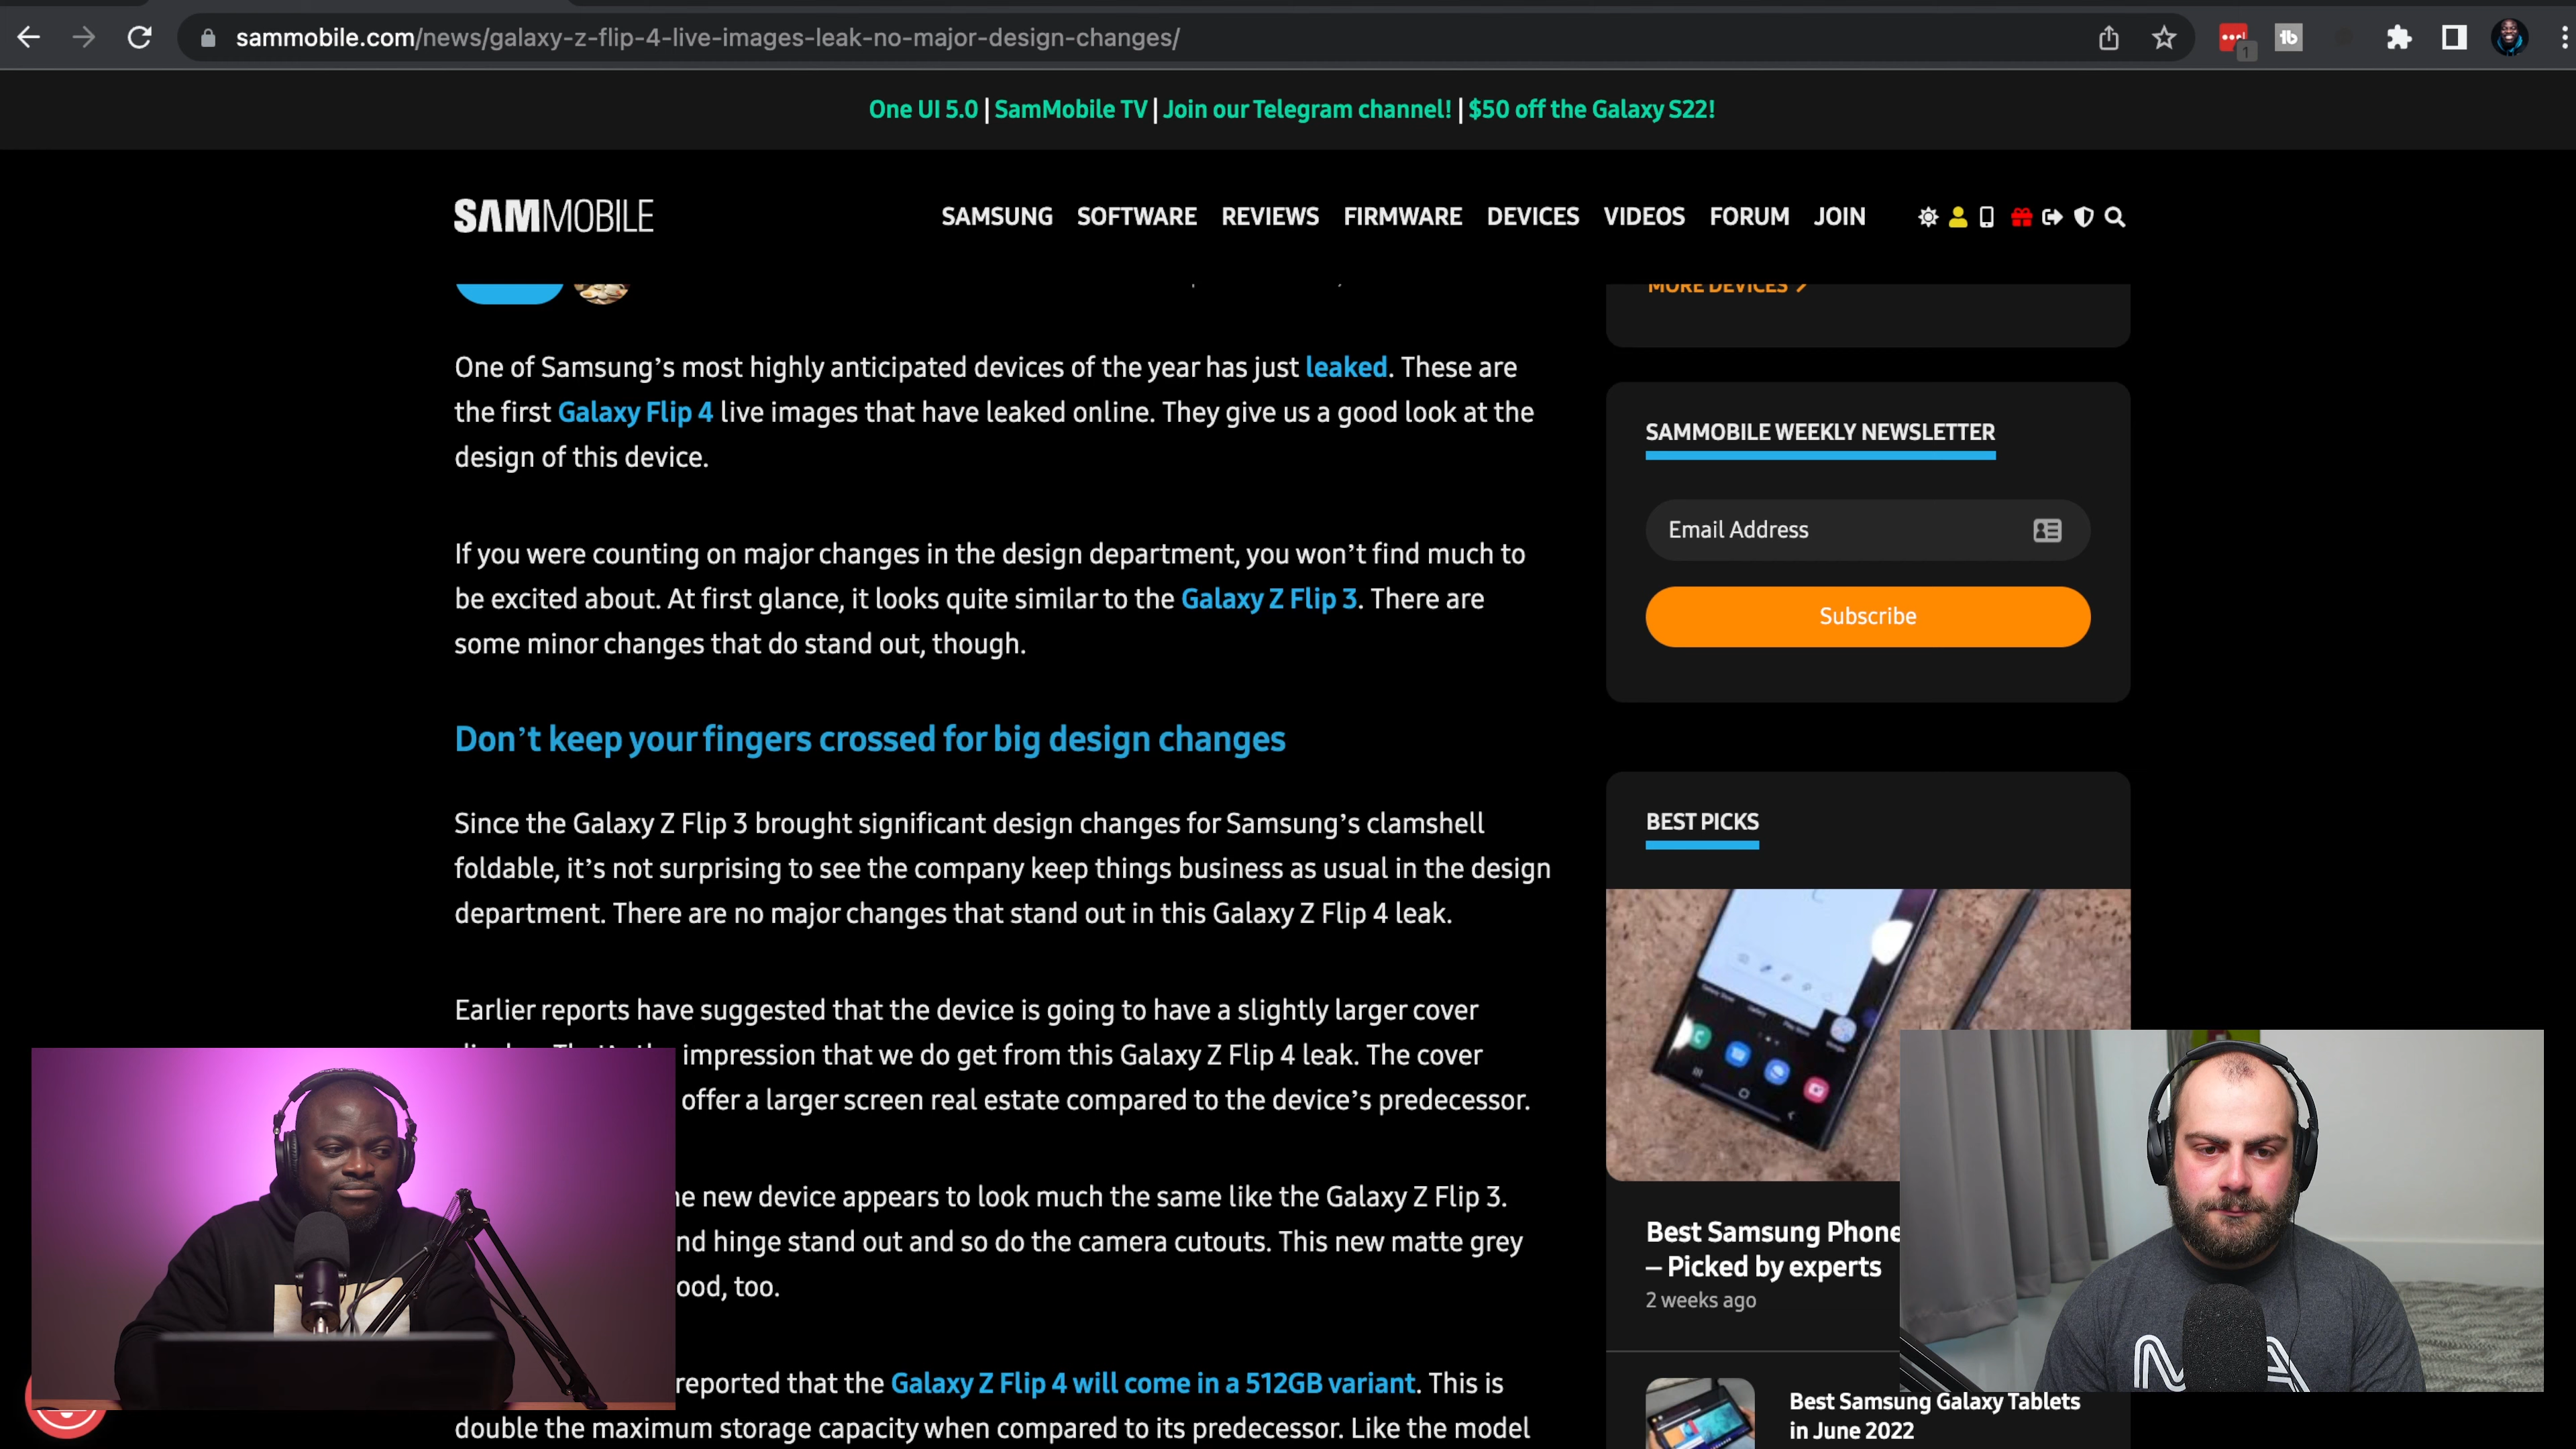 sammobile.com/news/galaxy-z-flip-4-live-images-leak-no-major-design-changes/
1
One UI 5.0 | SamMobile TV | Join our Telegram channel! | $50 off the Galaxy S22!
SAMMOBILE
SAMSUNG SOFTWARE REVIEWS FIRMWARE DEVICES VIDEOS FORUM JOIN
MORE DEVICES
One of Samsung's most highly anticipated devices of the year has just leaked. These are
the first Galaxy Flip 4 live images that have leaked online. They give us a good look at the
design of this device.
If you were counting on major changes in the design department, you won't find much to
be excited about. At first glance, it looks quite similar to the Galaxy Z Flip 3. There are
some minor changes that do stand out, though.
Don't keep your fingers crossed for big design changes
Since the Galaxy Z Flip 3 brought significant design changes for Samsung's clamshell
foldable, it's not surprising to see the company keep things business as usual in the design
department. There are no major changes that stand out in this Galaxy Z Flip 4 leak.
Earlier reports have suggested that the device is going to have a slightly larger cover
impression that we do get from this Galaxy Z Flip 4 leak. The cover
offer a larger screen real estate compared to the device's predecessor.
new device appears to look much the same like the Galaxy Z Flip 3.
hinge stand out and so do the camera cutouts. This new matte grey
too.
reported that the Galaxy Z Flip 4 will come in a 512GB variant. This is
double the maximum storage capacity when compared to its predecessor. Like the model
SAMMOBILE WEEKLY NEWSLETTER
Email Address
Subscribe
BEST PICKS
Best Samsung Phone
– Picked by experts
2 weeks ago
Best Samsung Galaxy Tablets
in June 2022